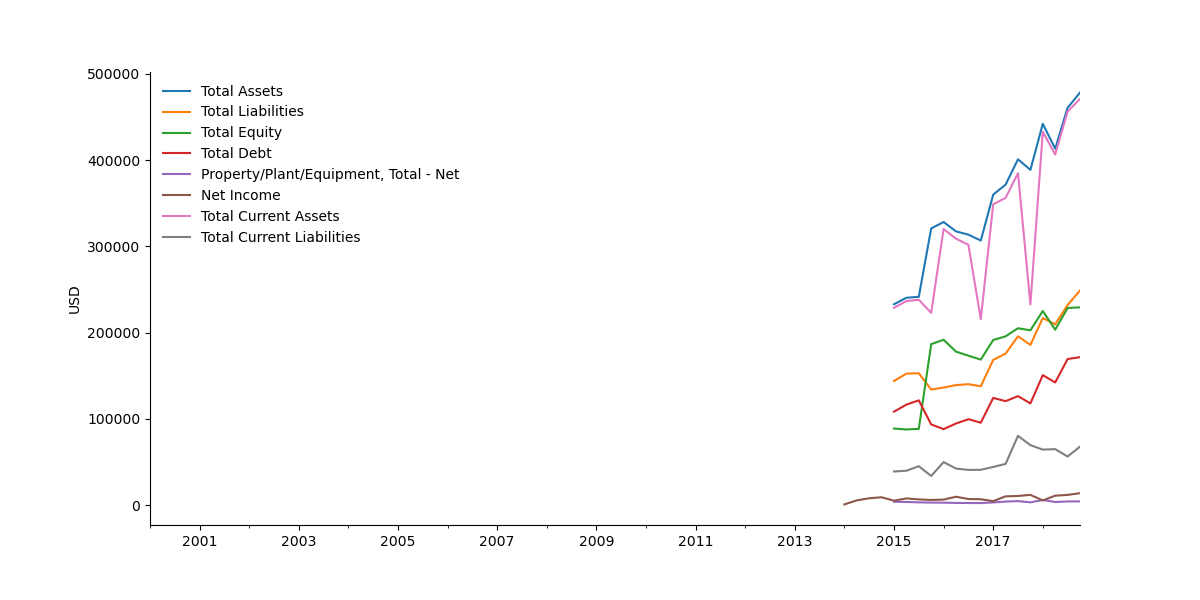 500000
400000
300000
200000
100000
0
USD
Total Assets
Total Liabilities
Total Equity
Total Debt
Property/Plant/Equipment, Total - Net
Net Income
Total Current Assets
Total Current Liabilities
2001 2003 2005 2007 2009 2011 2013 2015 2017